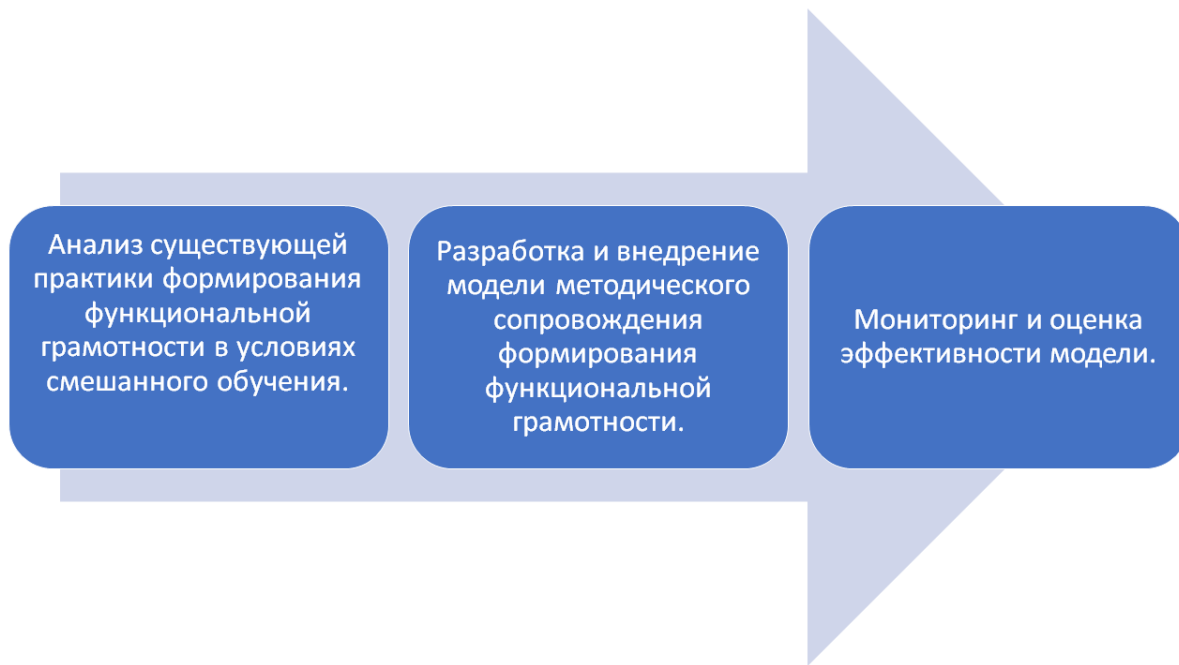 Анализ существующей
практики формирования
функциональной
грамотности в условиях
смешанного обучения.
Разработка и внедрение
модели методического
сопровождения
формирования
функциональной
грамотности.
Мониторинг и оценка
эффективности модели.